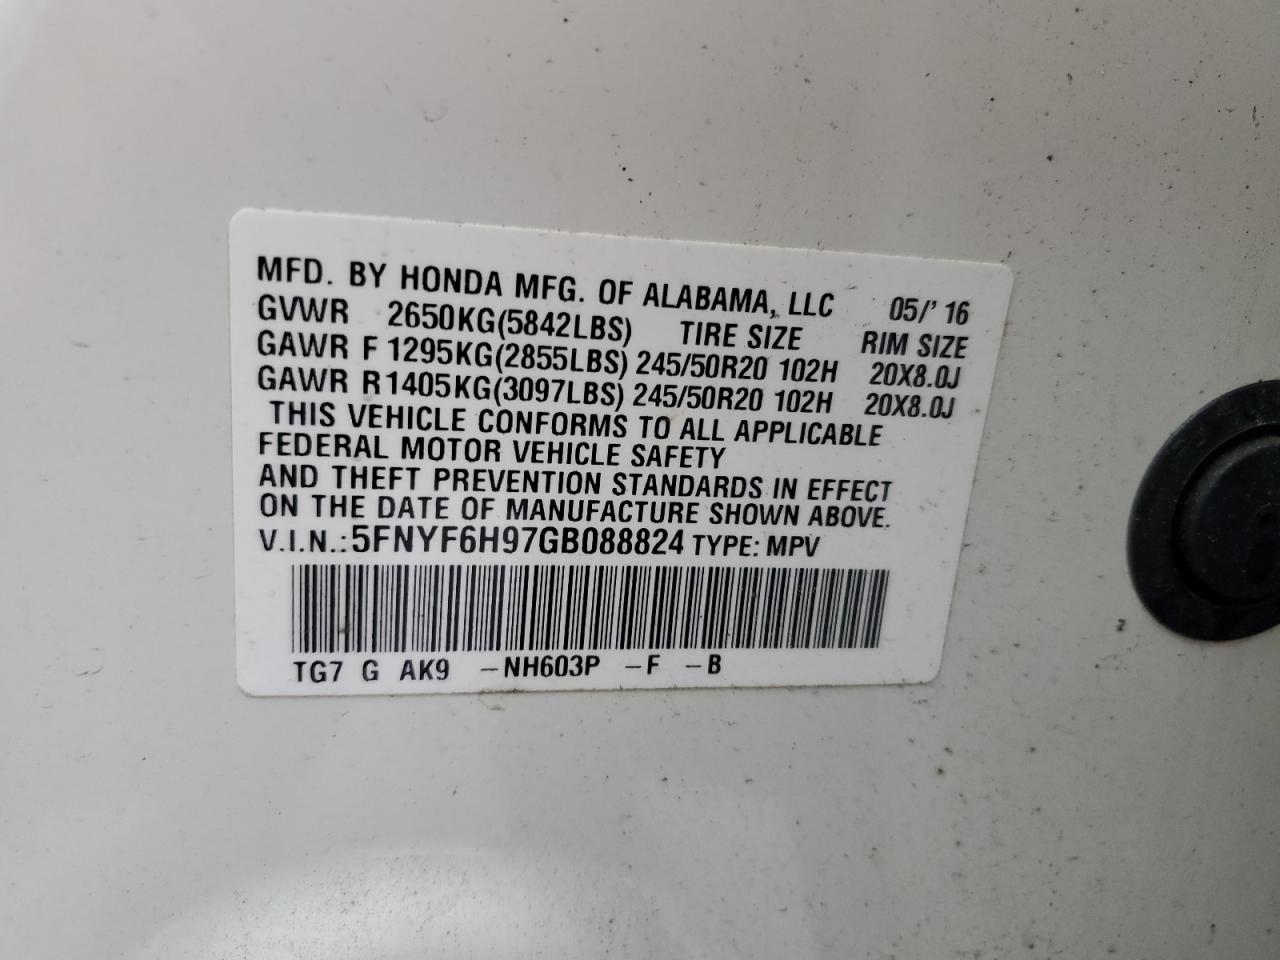 MFD. BY HONDA MFG. OF ALABAMA, LLC 05/' 16
GVWR 2650KG(5842LBS) TIRE SIZE RIM SIZE
GAWR F 1295KG(2855LBS) 245/50R20 102H 20X8.0J
GAWR R1405KG(3097LBS) 245/50R20 102H 20X8.0J
THIS VEHICLE CONFORMS TO ALL APPLICABLE
FEDERAL MOTOR VEHICLE SAFETY
AND THEFT PREVENTION STANDARDS IN EFFECT
ON THE DATE OF MANUFACTURE SHOWN ABOVE.
V.I.N.:5FNYF6H97GB088824 TYPE: MPV
TG7 G AK9 –NH603P –F –B